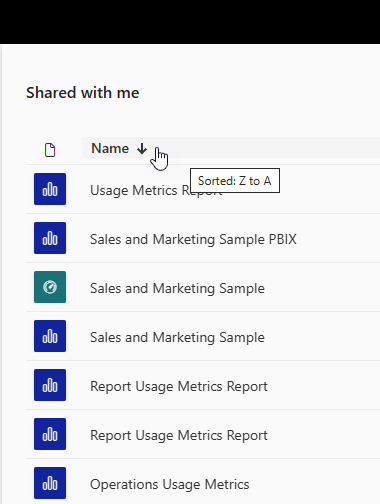 Shared with me
Name
Sorted: Z to A
Usage Metrics Report
Sales and Marketing Sample PBIX
Sales and Marketing Sample
Sales and Marketing Sample
Report Usage Metrics Report
Report Usage Metrics Report
Operations Usage Metrics